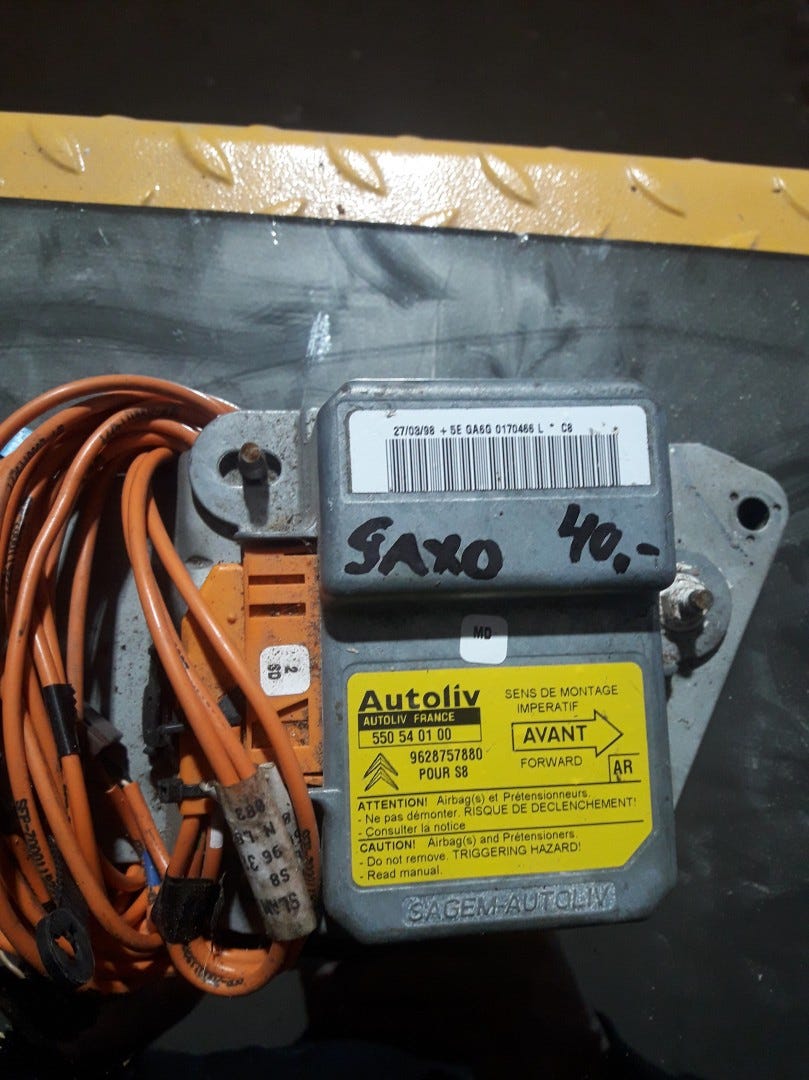 27/03/98 + 5E GA6G 0170466 L * C8
SAXO 40,-
MD
2
SD
Autoliv
AUTOLIV FRANCE
550 54 01 00
9628757880
POUR S8
SENS DE MONTAGE
IMPERATIF
AVANT
FORWARD
AR
ATTENTION! Airbag(s) et Prétensionneurs.
- Ne pas démonter. RISQUE DE DECLENCHEMENT!
- Consulter la notice
CAUTION! Airbag(s) and Pretensioners.
- Do not remove. TRIGGERING HAZARD!
- Read manual.
SAGEM-AUTOLIV